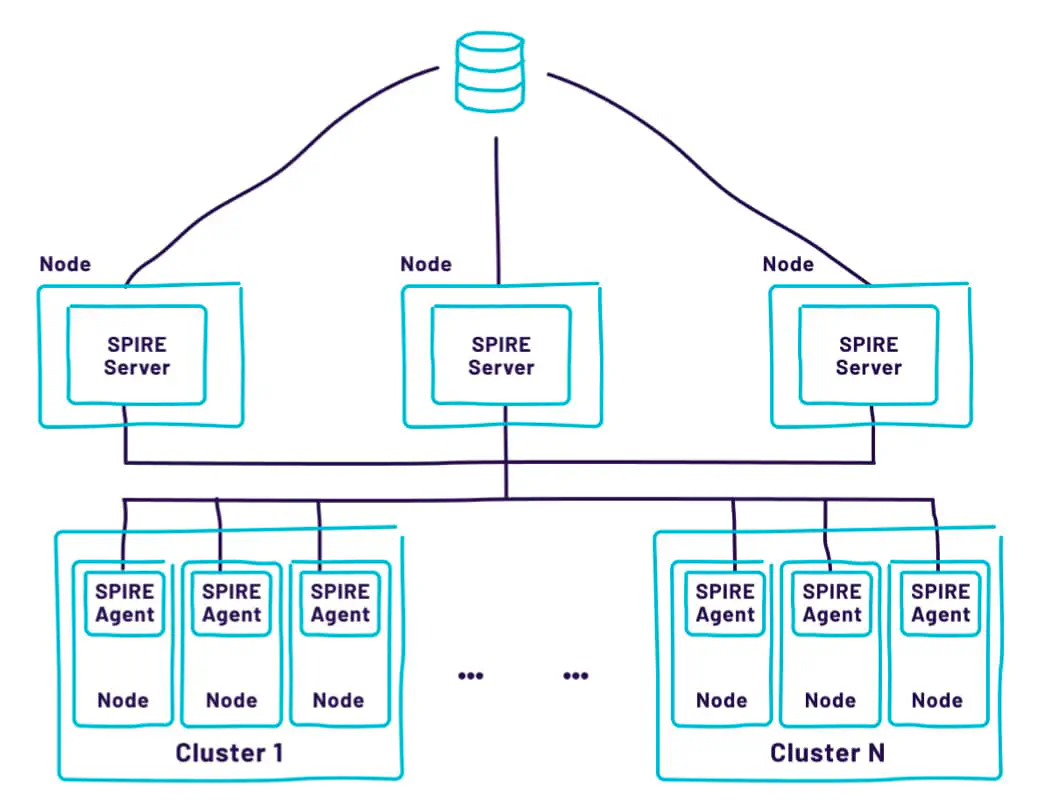 Node
Node
Node
SPIRE
Server
SPIRE
Server
SPIRE
Server
SPIRE
Agent
SPIRE
Agent
SPIRE
Agent
SPIRE
Agent
SPIRE
Agent
SPIRE
Agent
...
...
Node
Node
Node
Node
Node
Node
Cluster 1
Cluster N